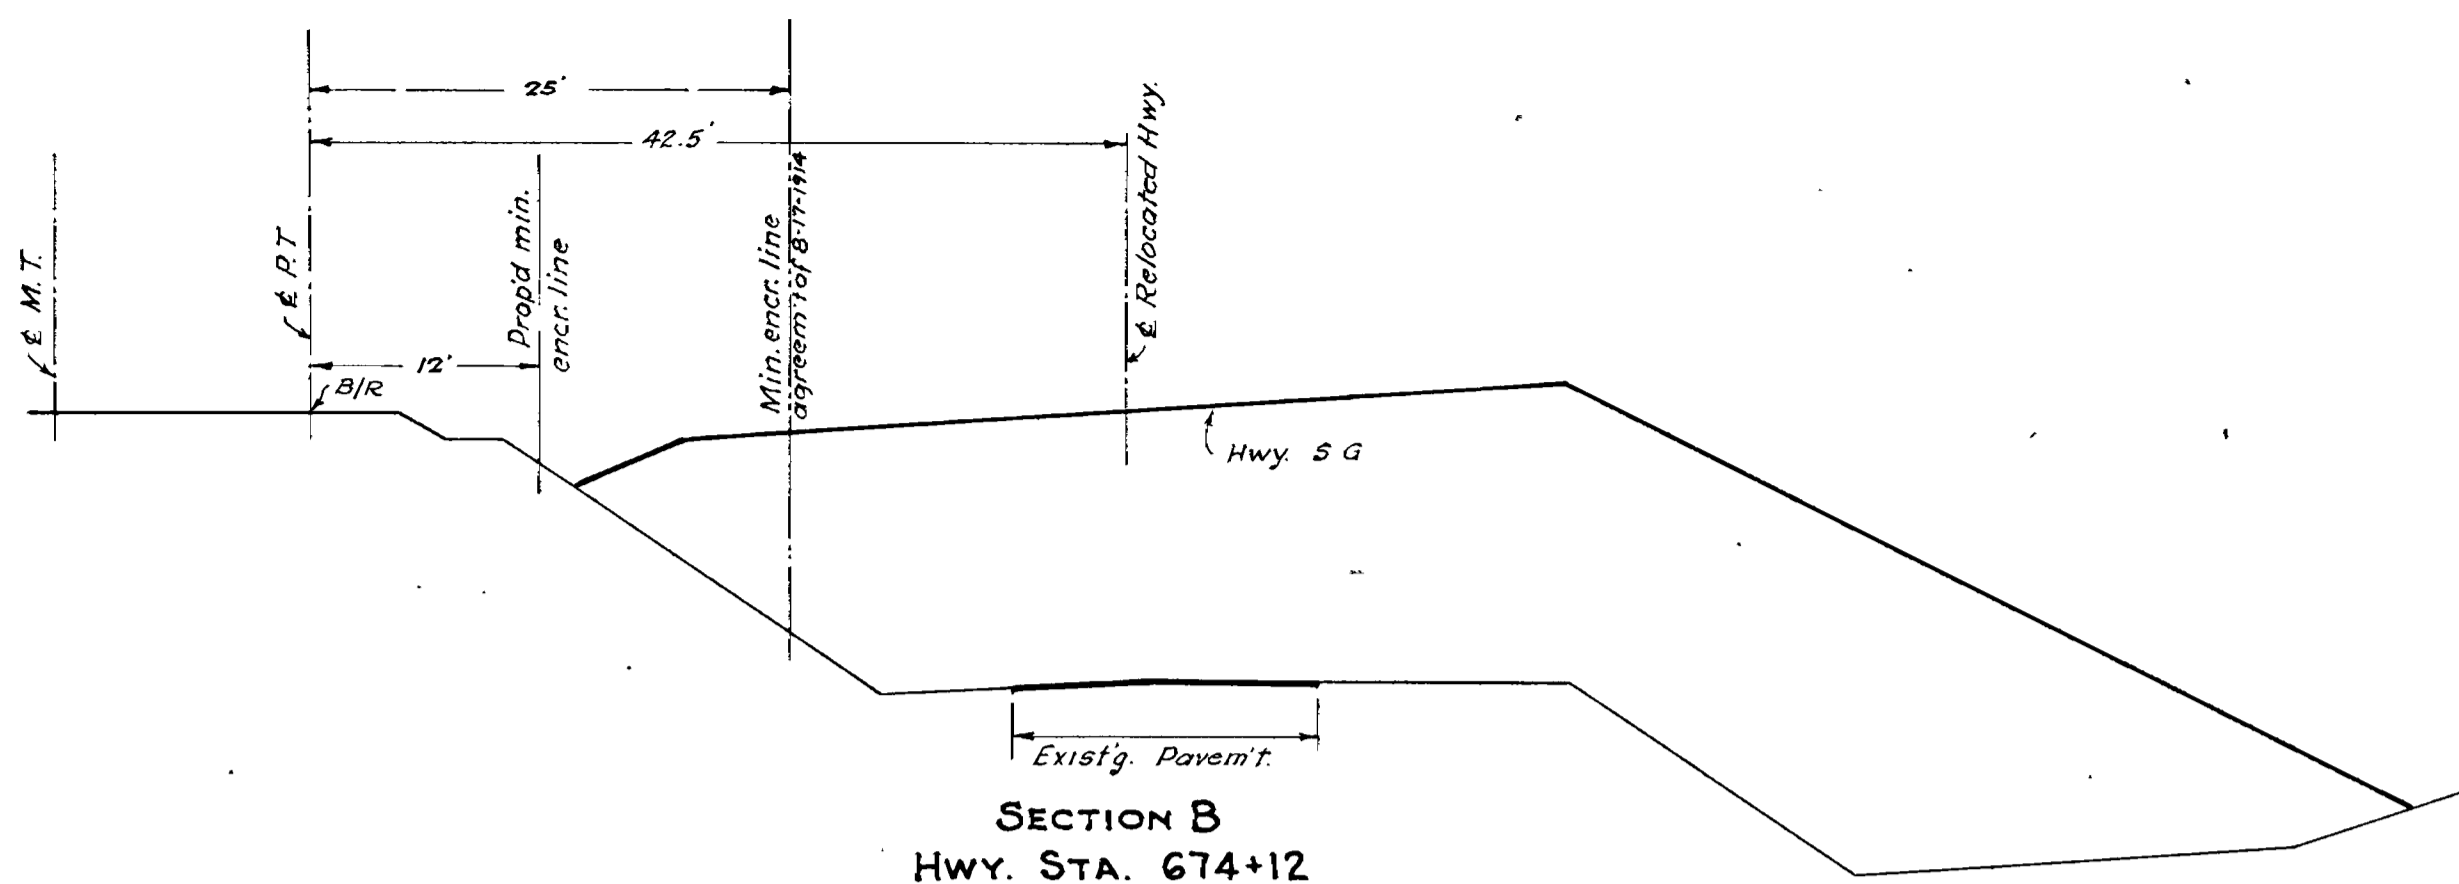 25'
42.5'
℄ M.T.
℄ P.T
Prop'd min.
encr. line
Min. encr. line
agreem't of 8-17-1914
℄ Relocated Hwy.
12'
B/R
Hwy. S G
Exist'g. Pavem't.
SECTION B
HWY. STA. 674+12